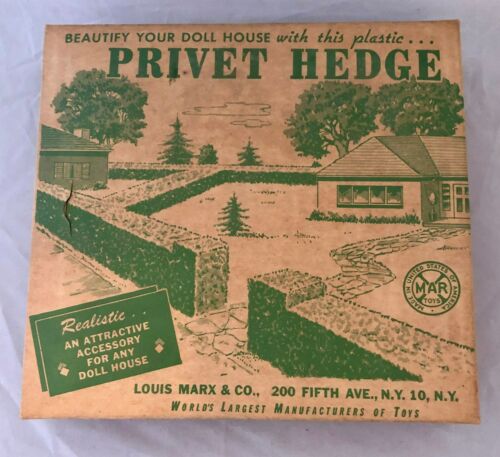 BEAUTIFY YOUR DOLL HOUSE with this plastic...
PRIVET HEDGE
MADE IN UNITED STATES OF AMERICA
MAR
TOYS
Realistic..
AN ATTRACTIVE
ACCESSORY
FOR ANY
DOLL HOUSE
LOUIS MARX & CO., 200 FIFTH AVE., N.Y. 10, N.Y.
WORLD'S LARGEST MANUFACTURERS OF TOYS